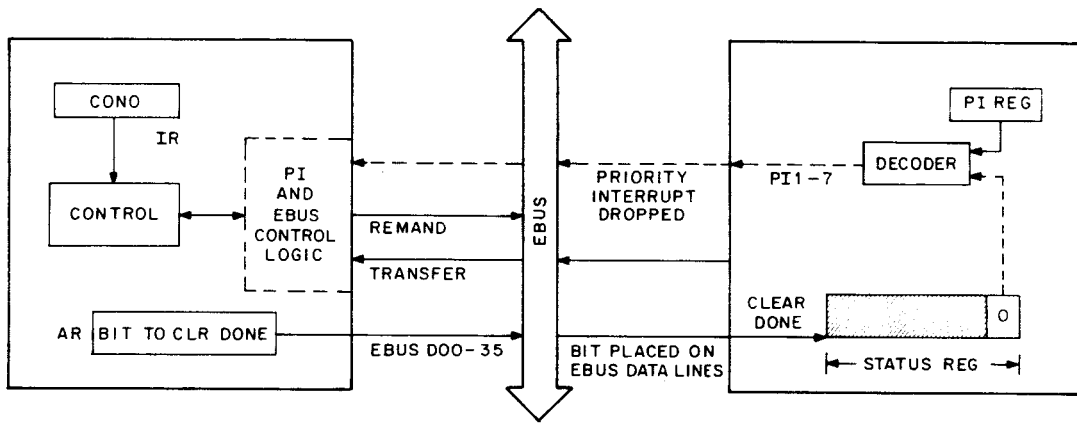 CONO
IR
CONTROL
PI
AND
EBUS
CONTROL
LOGIC
REMAND
TRANSFER
AR
BIT TO CLR DONE
EBUS D00-35
EBUS
PRIORITY
INTERRUPT
DROPPED
BIT PLACED ON
EBUS DATA LINES
PI REG
DECODER
PI1-7
CLEAR
DONE
0
STATUS REG